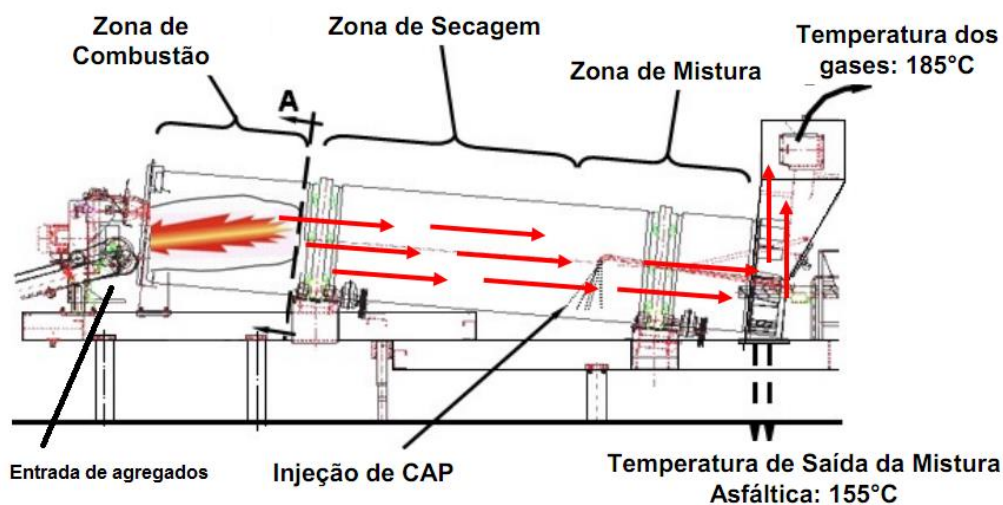 Zona de
Combustão
Zona de Secagem
Zona de Mistura
Temperatura dos
gases: 185°C
A
Entrada de agregados
Injeção de CAP
Temperatura de Saída da Mistura
Asfáltica: 155°C